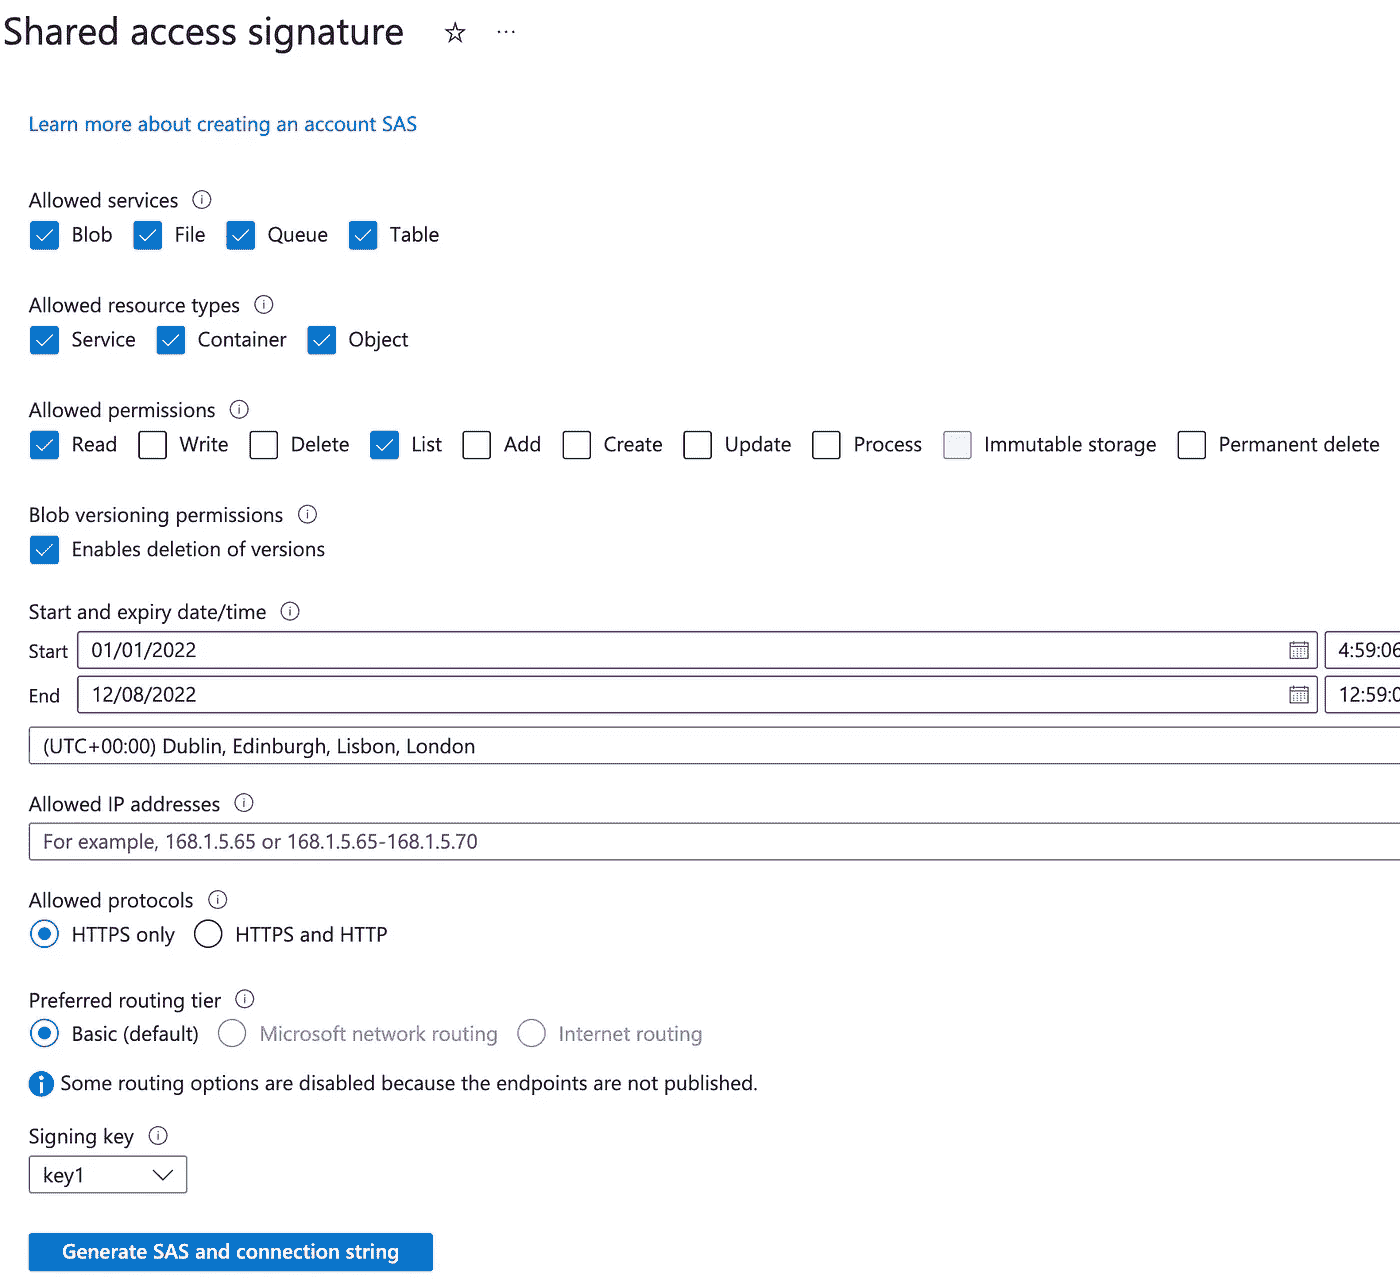 Shared access signature
Learn more about creating an account SAS
Allowed services
Blob File Queue Table
Allowed resource types
Service Container Object
Allowed permissions
Read Write Delete List Add Create Update Process Immutable storage Permanent delete
Blob versioning permissions
Enables deletion of versions
Start and expiry date/time
Start 01/01/2022 4:59:06
End 12/08/2022 12:59:0
(UTC+00:00) Dublin, Edinburgh, Lisbon, London
Allowed IP addresses
For example, 168.1.5.65 or 168.1.5.65-168.1.5.70
Allowed protocols
HTTPS only HTTPS and HTTP
Preferred routing tier
Basic (default) Microsoft network routing Internet routing
Some routing options are disabled because the endpoints are not published.
Signing key
key1
Generate SAS and connection string